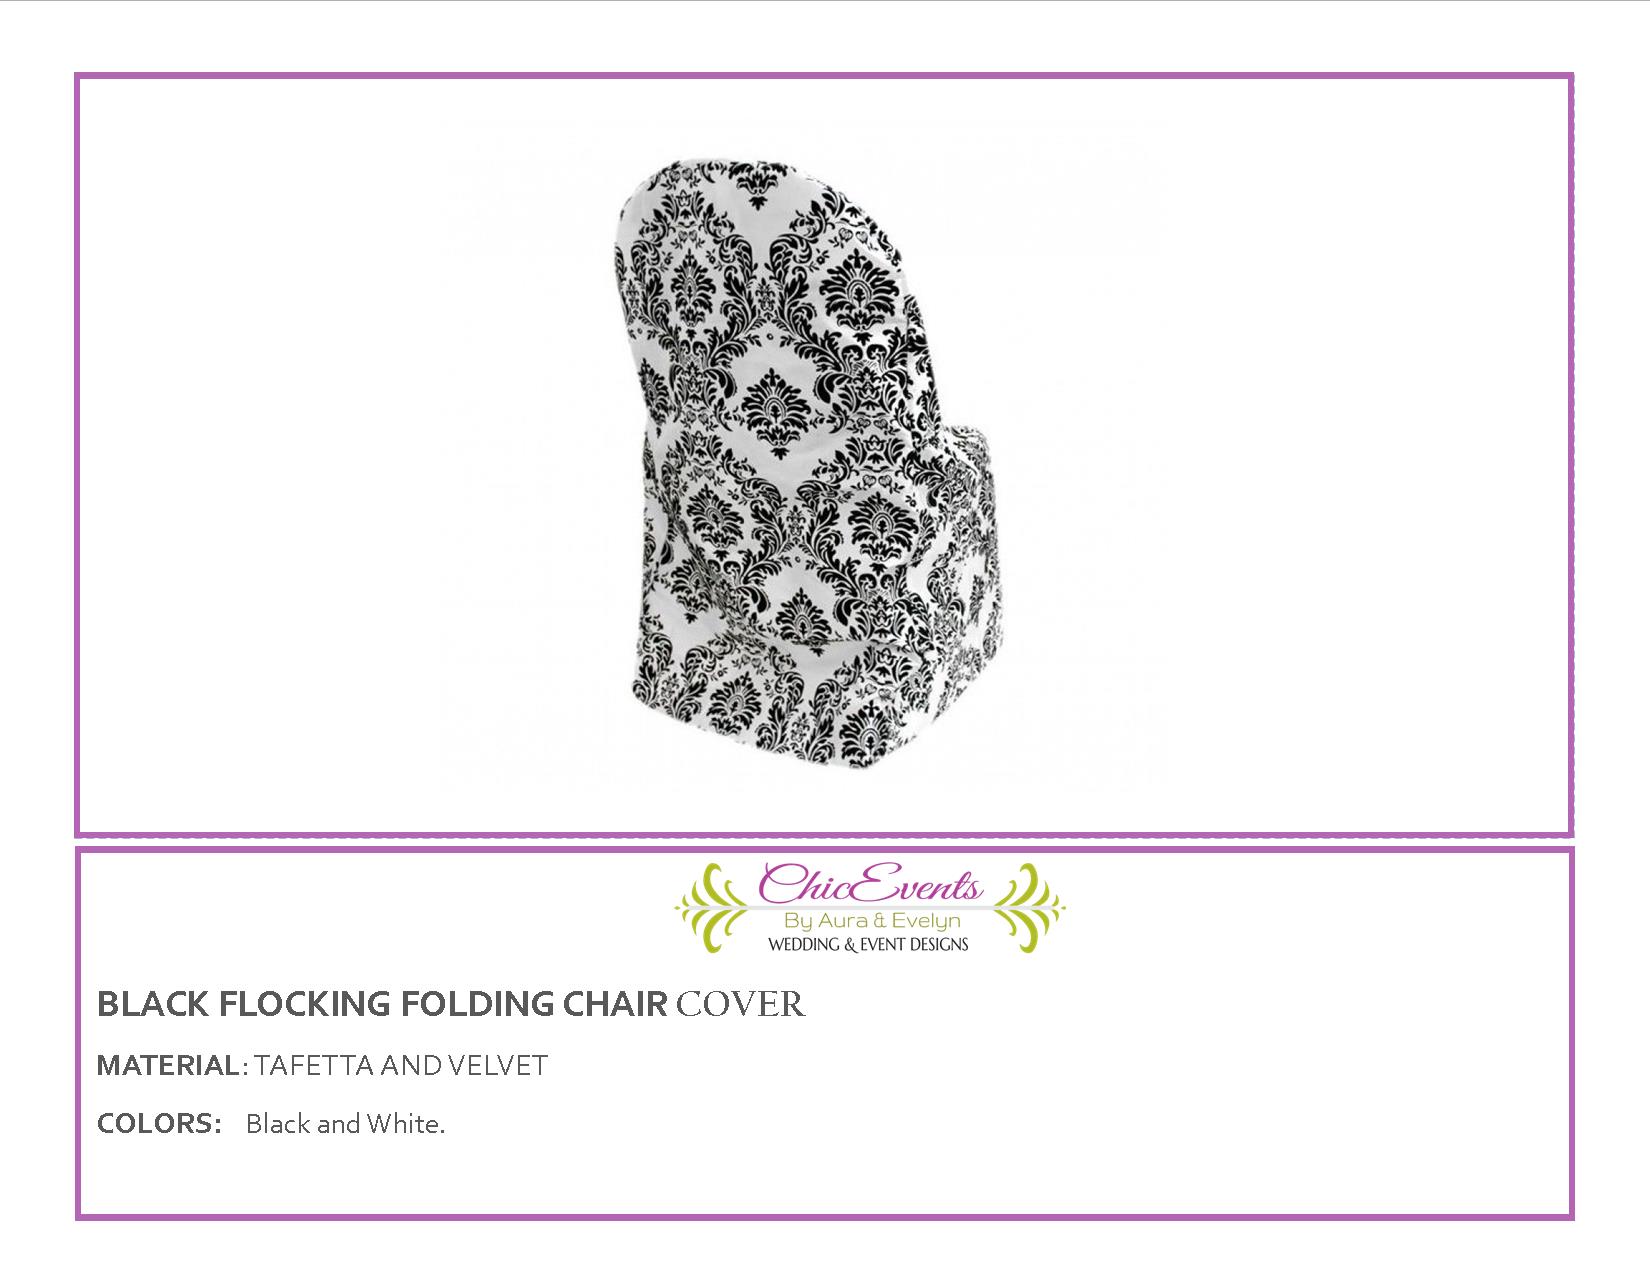 ChicEvents
By Aura & Evelyn
WEDDING & EVENT DESIGNS
BLACK FLOCKING FOLDING CHAIR COVER
MATERIAL: TAFETTA AND VELVET
COLORS: Black and White.